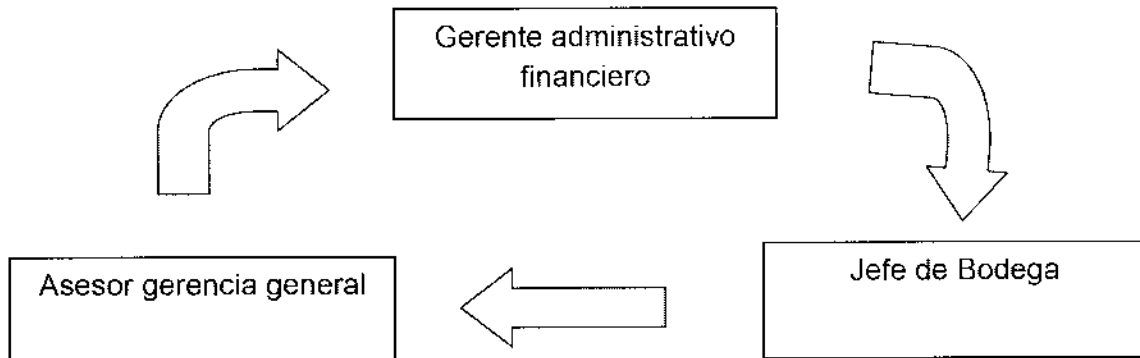 Gerente administrativo
financiero
Asesor gerencia general
Jefe de Bodega